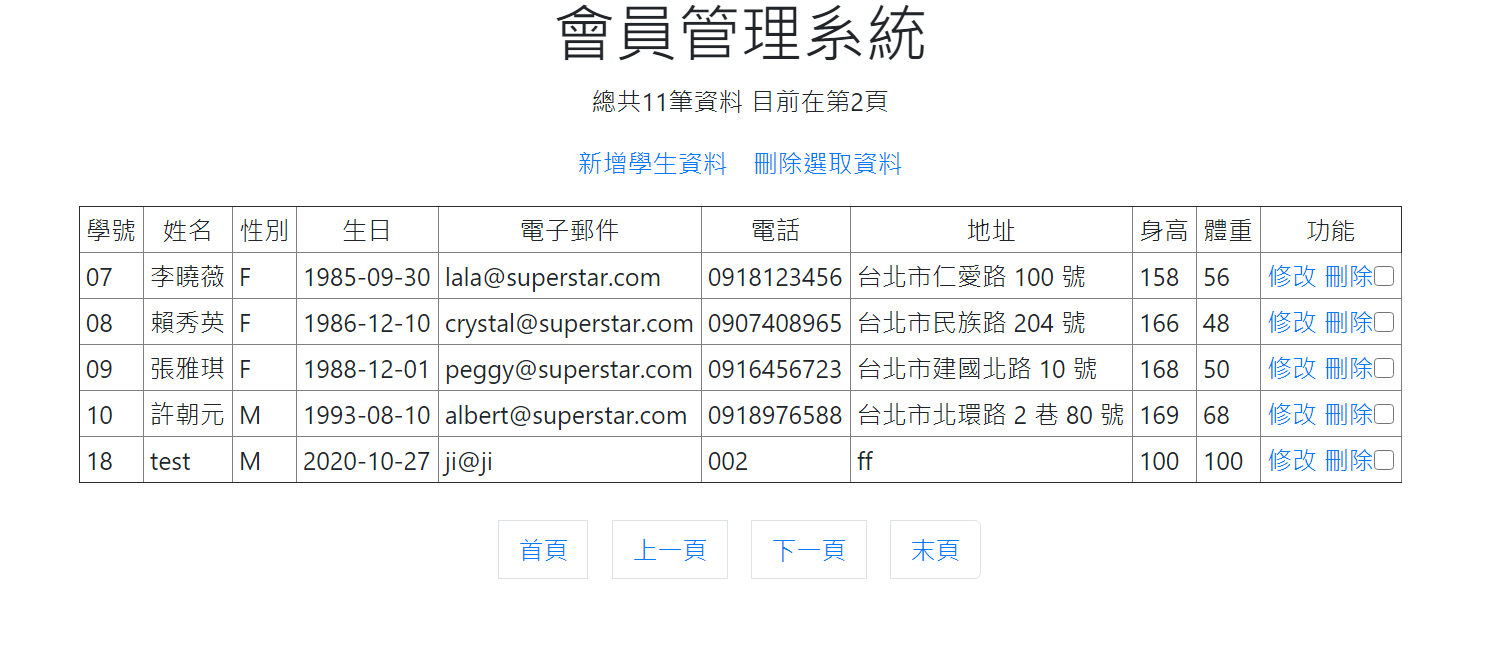 會員管理系統
總共11筆資料 目前在第2頁
新增學生資料 刪除選取資料
學號 姓名 性別 生日 電子郵件 電話 地址 身高 體重 功能
07 李曉薇 F 1985-09-30 lala@superstar.com 0918123456 台北市仁愛路 100 號 158 56 修改 刪除
08 賴秀英 F 1986-12-10 crystal@superstar.com 0907408965 台北市民族路 204 號 166 48 修改 刪除
09 張雅琪 F 1988-12-01 peggy@superstar.com 0916456723 台北市建國北路 10 號 168 50 修改 刪除
10 許朝元 M 1993-08-10 albert@superstar.com 0918976588 台北市北環路 2 巷 80 號 169 68 修改 刪除
18 test M 2020-10-27 ji@ji 002 ff 100 100 修改 刪除
首頁 上一頁 下一頁 末頁